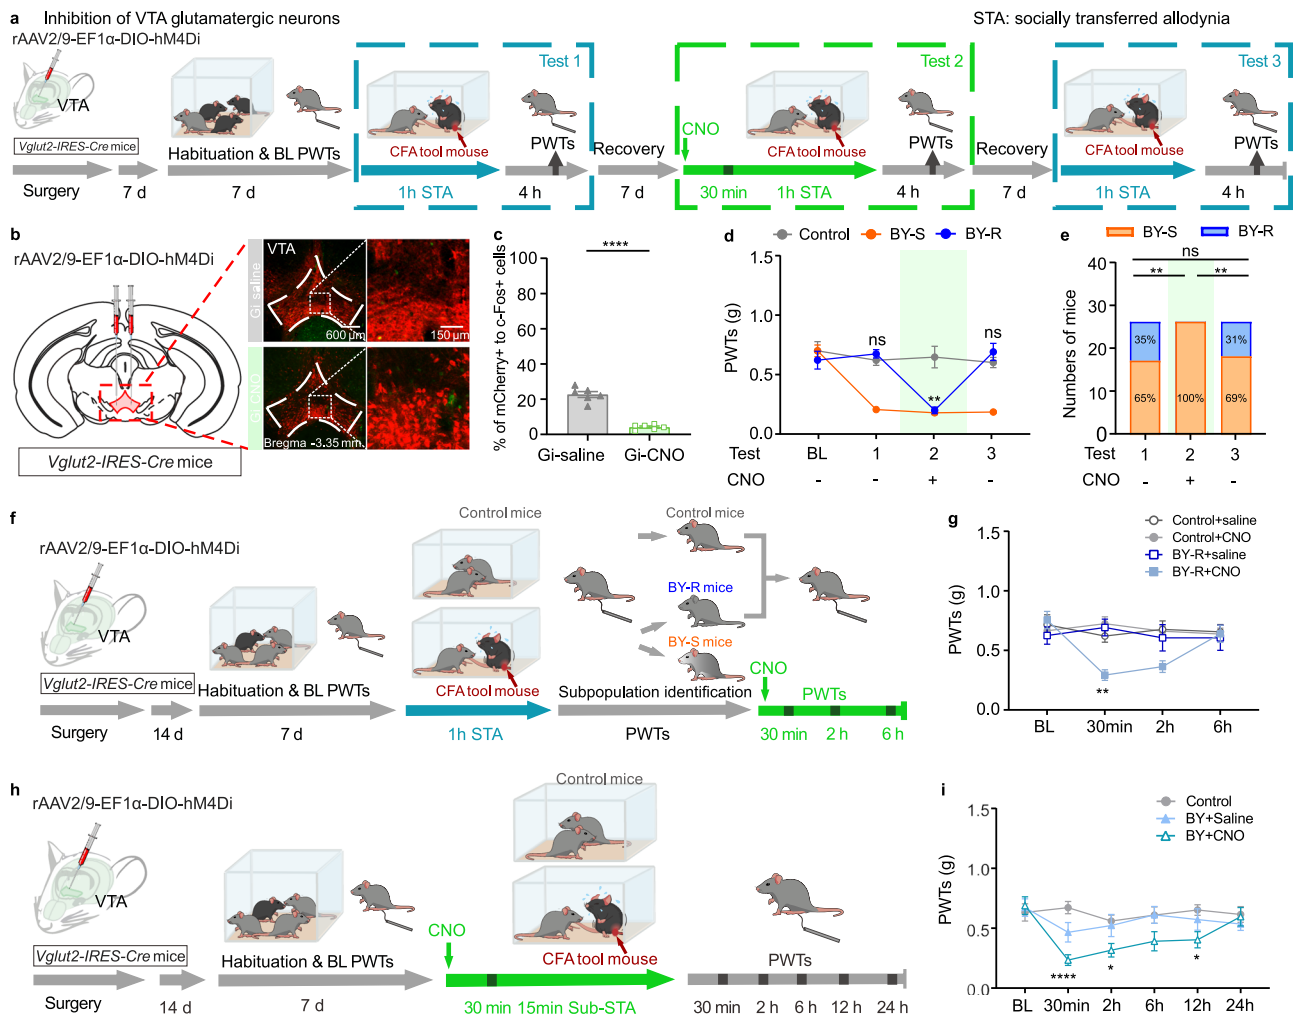 a Inhibition of VTA glutamatergic neurons
STA: socially transferred allodynia
rAAV2/9-EF1α-DIO-hM4Di
VTA
Vglut2-IRES-Cre mice
Surgery
7 d
Habituation & BL PWTs
7 d
Test 1
CFA tool mouse
1h STA
PWTs
4 h
Recovery
7 d
Test 2
CNO
CFA tool mouse
30 min
1h STA
PWTs
4 h
Recovery
7 d
Test 3
CFA tool mouse
1h STA
PWTs
4 h
b
rAAV2/9-EF1α-DIO-hM4Di
Vglut2-IRES-Cre mice
Gi saline
VTA
600 μm
150 μm
Bregma -3.35 mm
c
% of mCherry+ to c-Fos+ cells
100
80
60
40
20
0
****
Gi-saline
Gi-CNO
d
Control
BY-S
BY-R
PWTs (g)
1.5
1.0
0.5
0.0
ns
**
ns
Test BL 1 2 3
CNO - - + -
e
BY-S
BY-R
Numbers of mice
40
30
20
10
0
ns
** **
35% 31%
65% 100% 69%
1 2 3
- + -
f
rAAV2/9-EF1α-DIO-hM4Di
VTA
Vglut2-IRES-Cre mice
Surgery
14 d
Habituation & BL PWTs
7 d
Control mice
CFA tool mouse
1h STA
Control mice
BY-R mice
BY-S mice
Subpopulation identification
PWTs
CNO
PWTs
30 min 2 h 6 h
g
Control+saline
Control+CNO
BY-R+saline
BY-R+CNO
PWTs (g)
1.5
1.0
0.5
0.0
**
BL 30min 2h 6h
h
rAAV2/9-EF1α-DIO-hM4Di
VTA
Vglut2-IRES-Cre mice
Surgery
14 d
Habituation & BL PWTs
7 d
Control mice
CNO
CFA tool mouse
30 min 15min Sub-STA
PWTs
30 min 2 h 6 h 12 h 24 h
i
Control
BY+Saline
BY+CNO
PWTs (g)
1.5
1.0
0.5
0.0
**** * *
BL 30min 2h 6h 12h 24h